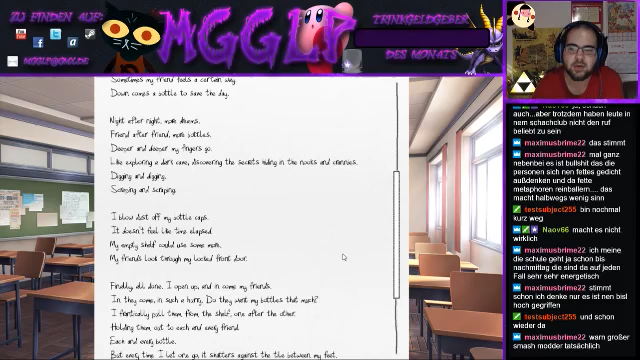 ZU FINDEN AUF:
MGGLP@GMX.DE
MGGLP
TRINKGELDGEBER
DES MONATS
Sometimes my friend feels a certain way
Down comes a bottle to save the day.
Night after night, more dreams.
Friend after friend, more bottles.
Deeper and deeper my fingers go.
Like exploring a dark cave, discovering the secrets hiding in the nooks and crannies.
Digging and digging.
Scraping and scraping.
I blow dust off my bottle caps.
It doesn't feel like time elapsed.
My empty shelf could use some more.
My friends look through my locked front door.
Finally, all done. I open up, and in come my friends.
In they come, in such a hurry. Do they want my bottles that much?
I frantically pull them from the shelf, one after the other.
Holding them out to each and every friend.
Each and every bottle.
But every time I let one go, it shatters against the tile between my feet.
auch...aber trotzdem haben leute in
nem schachclub nicht den ruf
beliebt zu sein
maximusbrime22 das stimmt
maximusbrime22 mal ganz
nebenbei es ist bullshit das
die personen sich nen fettes
gedicht außdenken und da fette
metaphoren reinballern.... das
macht halbwegs wenig sinn
testsubject255 bin nochmal
kurz weg
Naov66 macht es nicht
wirklich
maximusbrime22 ich meine
die schule geht ja schon bis
nachmittag die sind da auf jeden
Fall sehr sehr energetisch
maximusbrime22 stimmt
schon ich denke nur es ist nen bisl
hoch gegriffen
testsubject255 und schon
wieder da
maximusbrime22 warn großer
smash modder tatsächlich